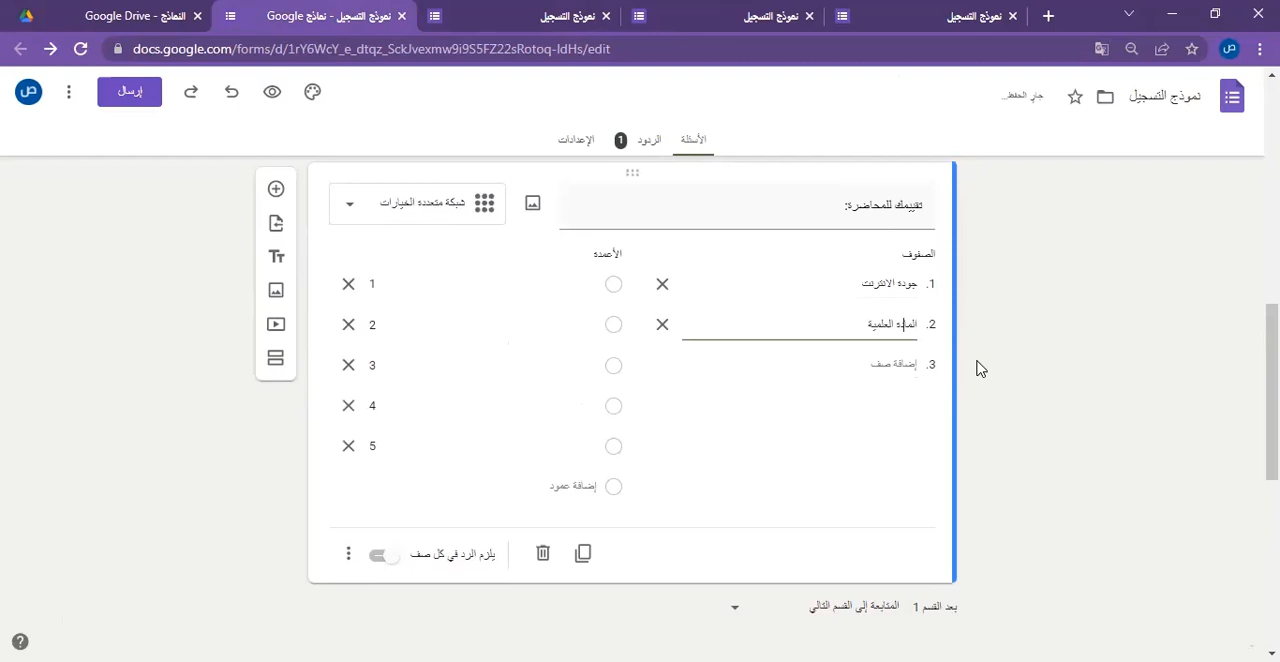 النماذج - Google Drive
نموذج التسجيل - نماذج Google
نموذج التسجيل
نموذج التسجيل
نموذج التسجيل
docs.google.com/forms/d/1rY6WcY_e_dtqz_SckJvexmw9i9S5FZ22sRotoq-IdHs/edit
ص
نموذج التسجيل
جارٍ الحفظ...
إرسال
ص
الأسئلة
الردود 1
الإعدادات
تقييمك للمحاضرة:
شبكة متعددة الخيارات
الصفوف
الأعمدة
1. جودة الانترنت
1
2. المادة العلمية
2
3. إضافة صف
3
4
5
إضافة عمود
يلزم الرد في كل صف
بعد القسم 1 المتابعة إلى القسم التالي